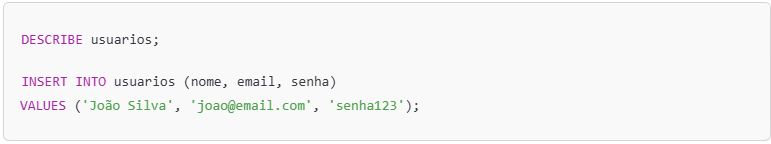 DESCRIBE usuarios;
INSERT INTO usuarios (nome, email, senha)
VALUES ('João Silva', 'joao@email.com', 'senha123');